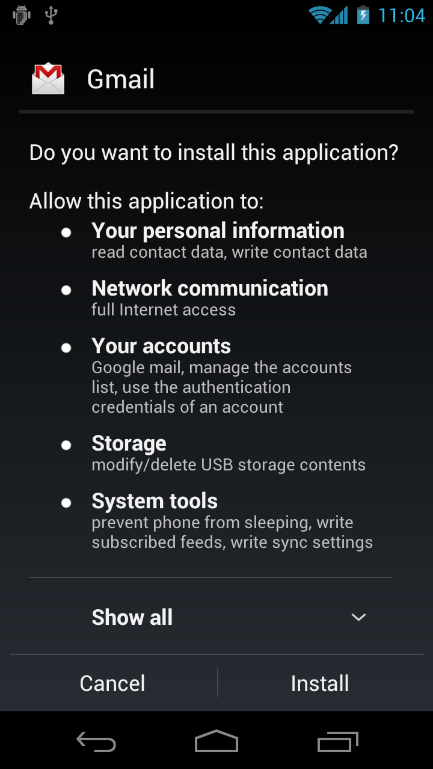 11:04
Gmail
Do you want to install this application?
Allow this application to:
Your personal information
read contact data, write contact data
Network communication
full Internet access
Your accounts
Google mail, manage the accounts
list, use the authentication
credentials of an account
Storage
modify/delete USB storage contents
System tools
prevent phone from sleeping, write
subscribed feeds, write sync settings
Show all
Cancel
Install